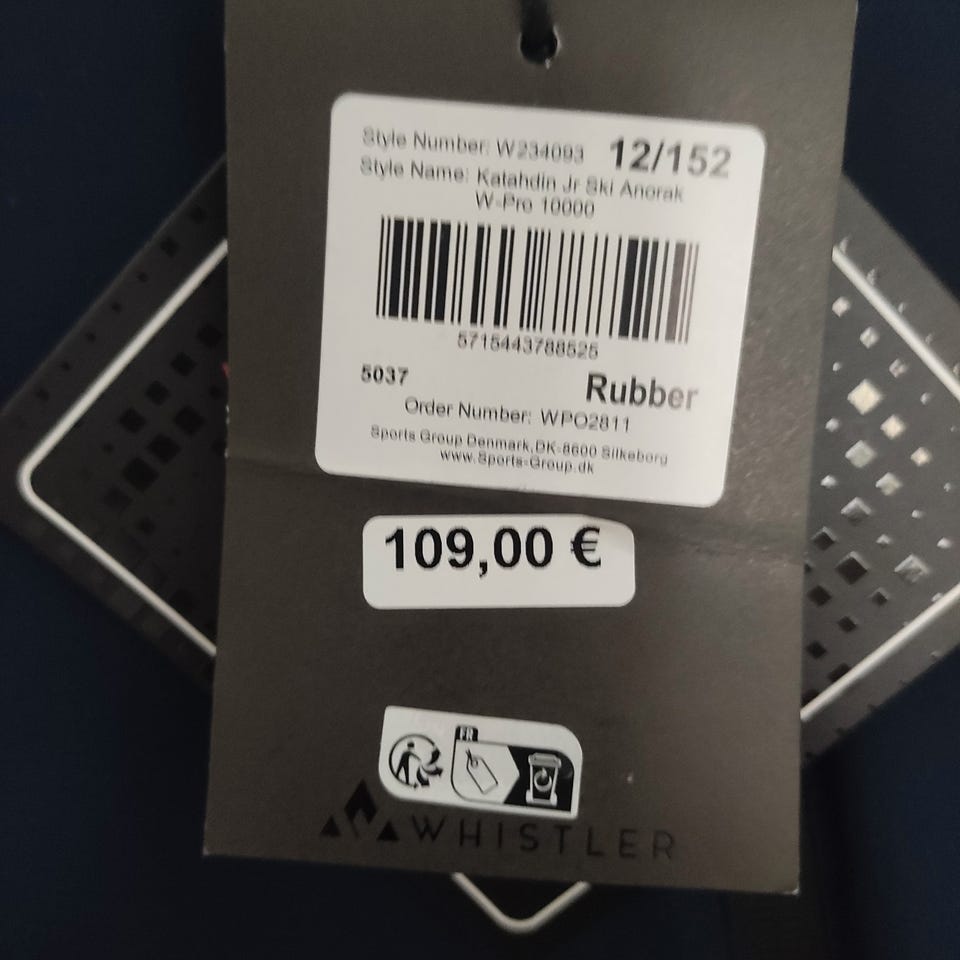 Style Number: W234093 12/152
Style Name: Katahdin Jr Ski Anorak
W-Pro 10000
5715443788525
5037 Rubber
Order Number: WPO2811
Sports Group Denmark,DK-8600 Silkeborg
www.Sports-Group.dk
109,00 €
FR
WHISTLER